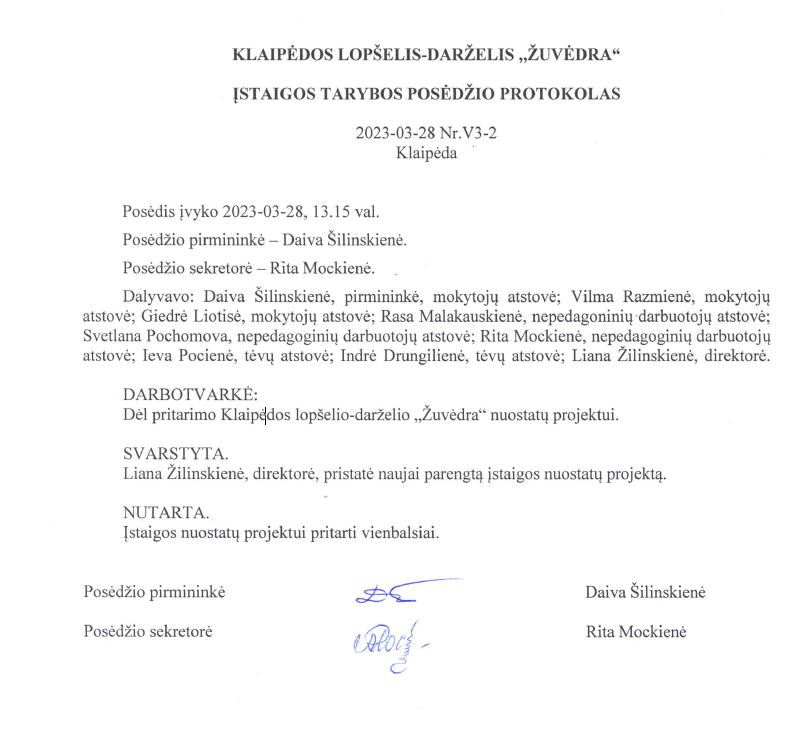 KLAIPĖDOS LOPŠELIS-DARŽELIS „ŽUVĖDRA“
ĮSTAIGOS TARYBOS POSĖDŽIO PROTOKOLAS
2023-03-28 Nr.V3-2
Klaipėda
Posėdis įvyko 2023-03-28, 13.15 val.
Posėdžio pirmininkė – Daiva Šilinskienė.
Posėdžio sekretorė – Rita Mockienė.
Dalyvavo: Daiva Šilinskienė, pirmininkė, mokytojų atstovė; Vilma Razmienė, mokytojų
atstovė; Giedrė Liotisė, mokytojų atstovė; Rasa Malakauskienė, nepedagoninių darbuotojų atstovė;
Svetlana Pochomova, nepedagoginių darbuotojų atstovė; Rita Mockienė, nepedagoginių darbuotojų
atstovė; Ieva Pocienė, tėvų atstovė; Indrė Drungilienė, tėvų atstovė; Liana Žilinskienė, direktorė.
DARBOTVARKĖ:
Dėl pritarimo Klaipėdos lopšelio-darželio „Žuvėdra“ nuostatų projektui.
SVARSTYTA.
Liana Žilinskienė, direktorė, pristatė naujai parengtą įstaigos nuostatų projektą.
NUTARTA.
Įstaigos nuostatų projektui pritarti vienbalsiai.
Posėdžio pirmininkė Daiva Šilinskienė
Posėdžio sekretorė Rita Mockienė